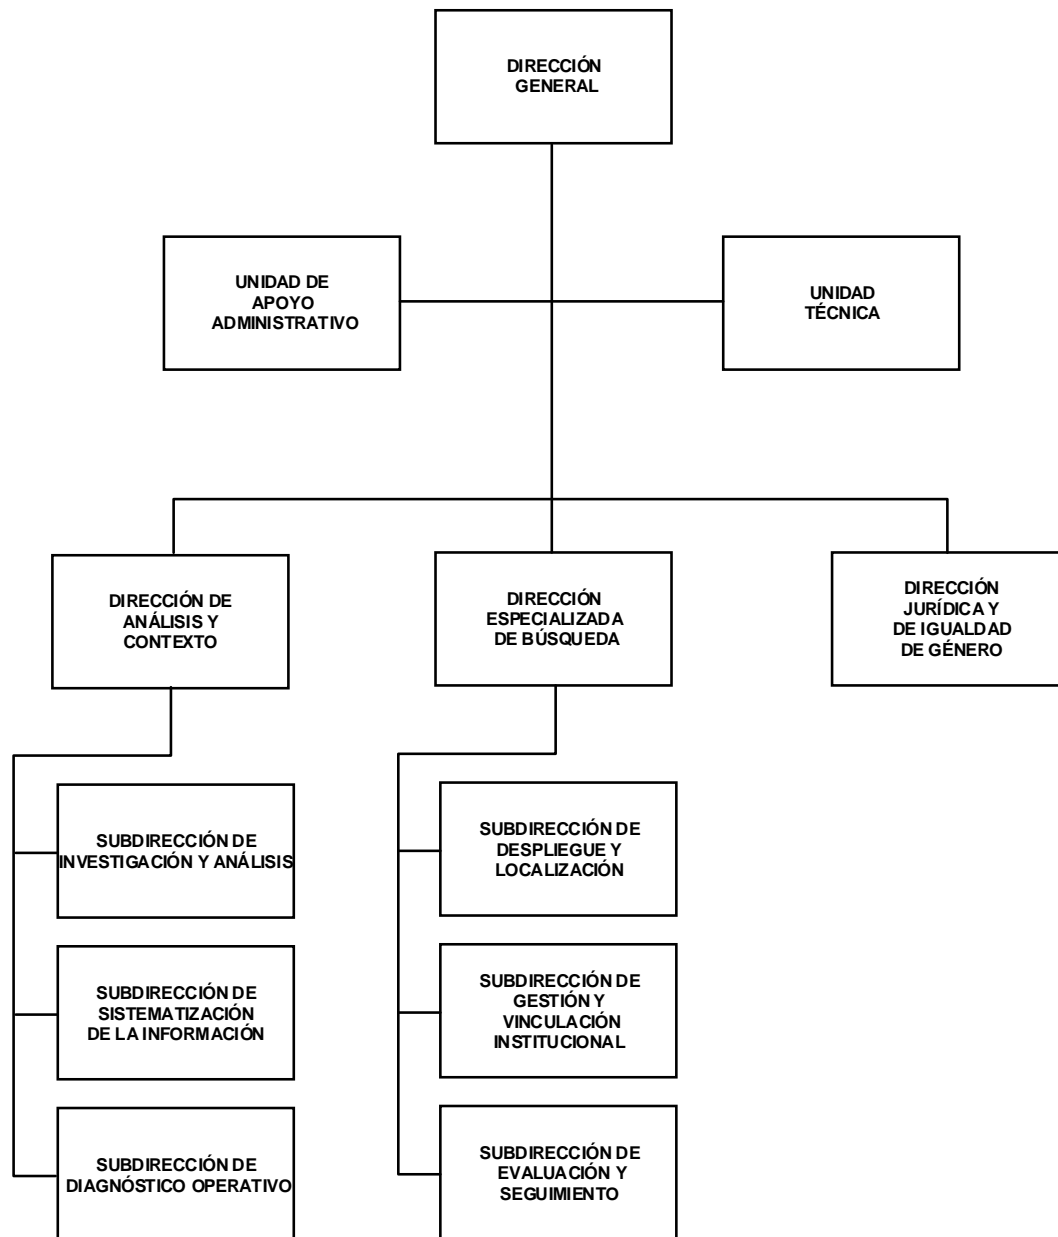 DIRECCIÓN
GENERAL
UNIDAD DE
APOYO
ADMINISTRATIVO
UNIDAD
TÉCNICA
DIRECCIÓN DE
ANÁLISIS Y
CONTEXTO
DIRECCIÓN
ESPECIALIZADA
DE BÚSQUEDA
DIRECCIÓN
JURÍDICA Y
DE IGUALDAD
DE GÉNERO
SUBDIRECCIÓN DE
INVESTIGACIÓN Y ANÁLISIS
SUBDIRECCIÓN DE
SISTEMATIZACIÓN
DE LA INFORMACIÓN
SUBDIRECCIÓN DE
DIAGNÓSTICO OPERATIVO
SUBDIRECCIÓN DE
DESPLIEGUE Y
LOCALIZACIÓN
SUBDIRECCIÓN DE
GESTIÓN Y
VINCULACIÓN
INSTITUCIONAL
SUBDIRECCIÓN DE
EVALUACIÓN Y
SEGUIMIENTO